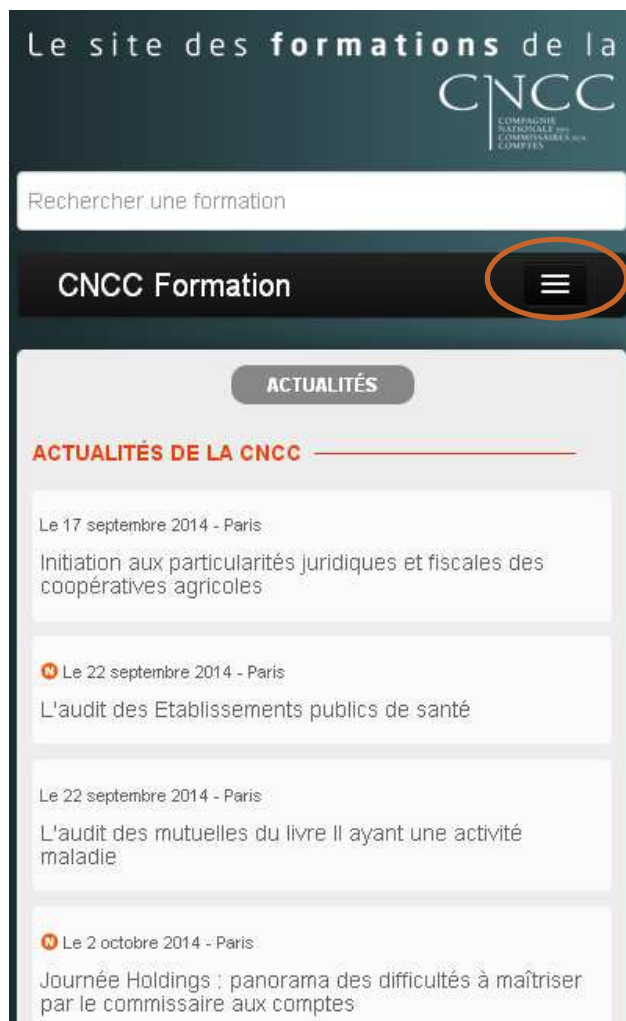 Le site des formations de la
CNCC
COMPAGNIE
NATIONALE DES
COMMISSAIRES AUX
COMPTES
Rechercher une formation
CNCC Formation
ACTUALITÉS
ACTUALITÉS DE LA CNCC
Le 17 septembre 2014 - Paris
Initiation aux particularités juridiques et fiscales des
coopératives agricoles
N Le 22 septembre 2014 - Paris
L'audit des Etablissements publics de santé
Le 22 septembre 2014 - Paris
L'audit des mutuelles du livre II ayant une activité
maladie
N Le 2 octobre 2014 - Paris
Journée Holdings : panorama des difficultés à maîtriser
par le commissaire aux comptes